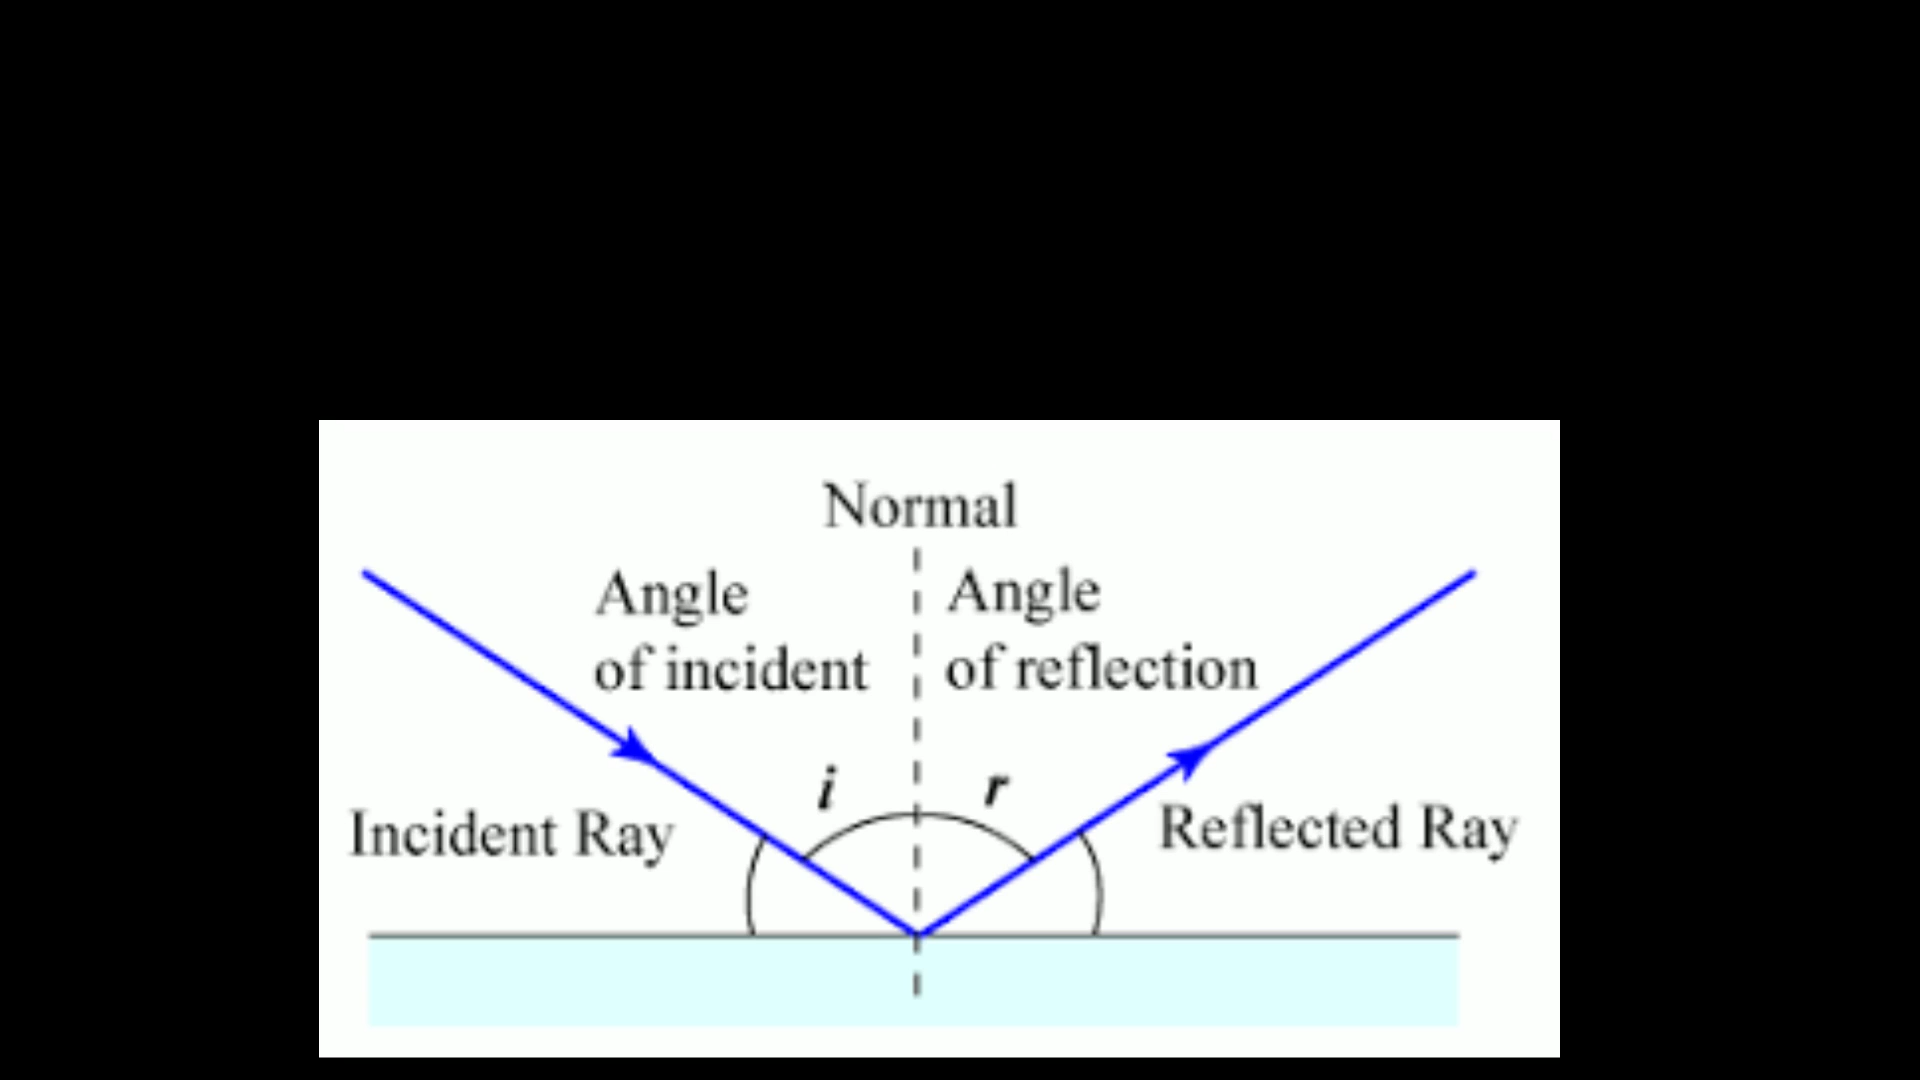 Normal
Angle
of incident
Angle
of reflection
i
r
Incident Ray
Reflected Ray